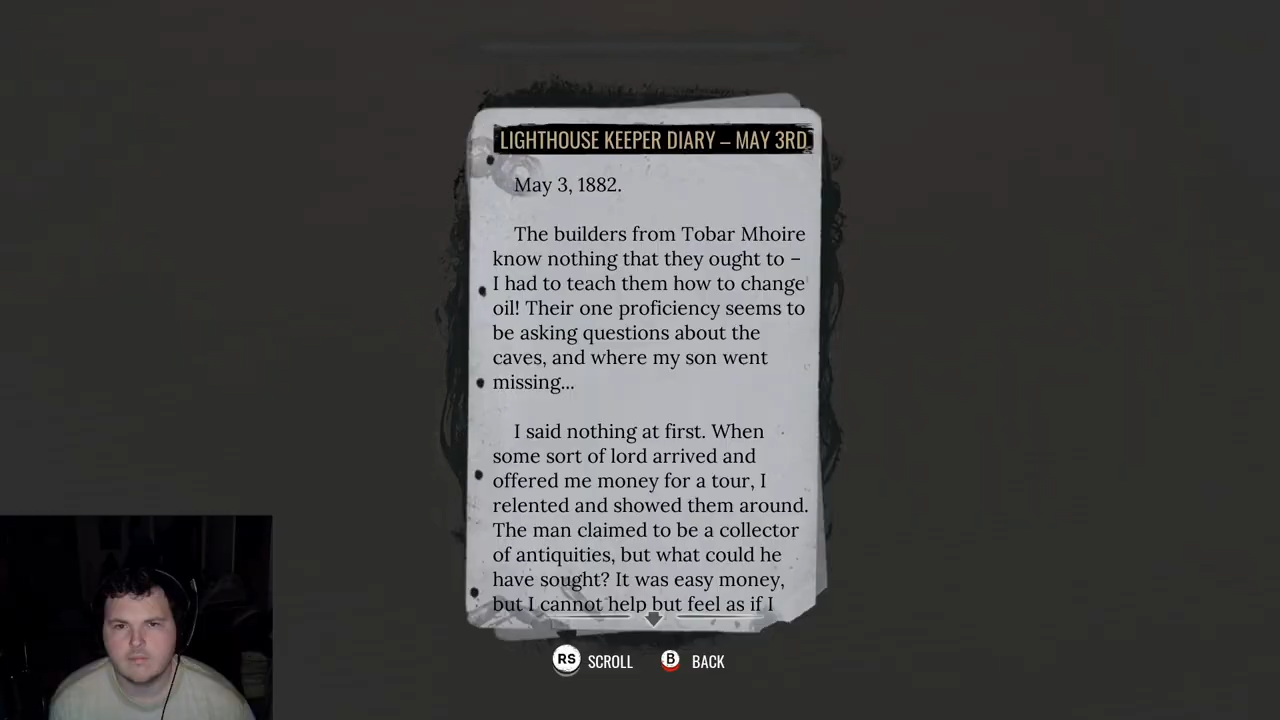 LIGHTHOUSE KEEPER DIARY – MAY 3RD
May 3, 1882.
The builders from Tobar Mhoire
know nothing that they ought to –
I had to teach them how to change
oil! Their one proficiency seems to
be asking questions about the
caves, and where my son went
missing...
I said nothing at first. When
some sort of lord arrived and
offered me money for a tour, I
relented and showed them around.
The man claimed to be a collector
of antiquities, but what could he
have sought? It was easy money,
but I cannot help but feel as if I
RS SCROLL B BACK